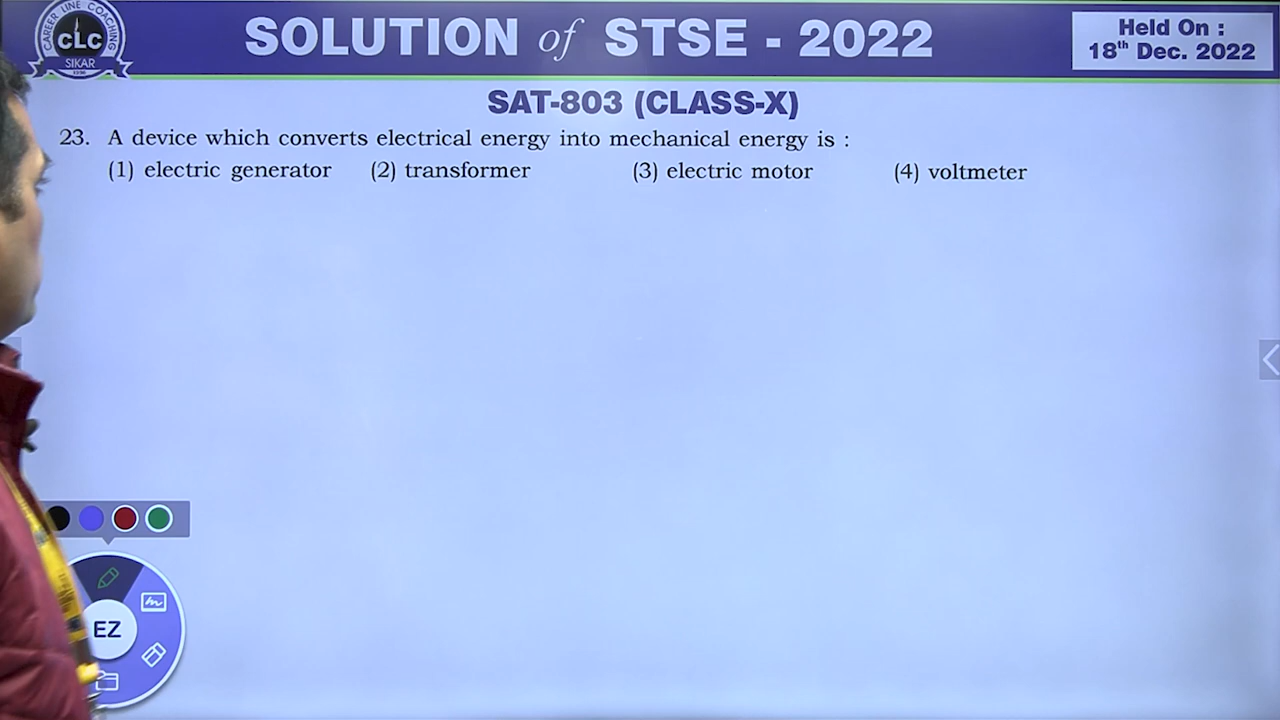 CAREER LINE COACHING
CLC
SIKAR
SOLUTION of STSE - 2022
Held On :
18th Dec. 2022
SAT-803 (CLASS-X)
23. A device which converts electrical energy into mechanical energy is :
(1) electric generator (2) transformer (3) electric motor (4) voltmeter
EZ